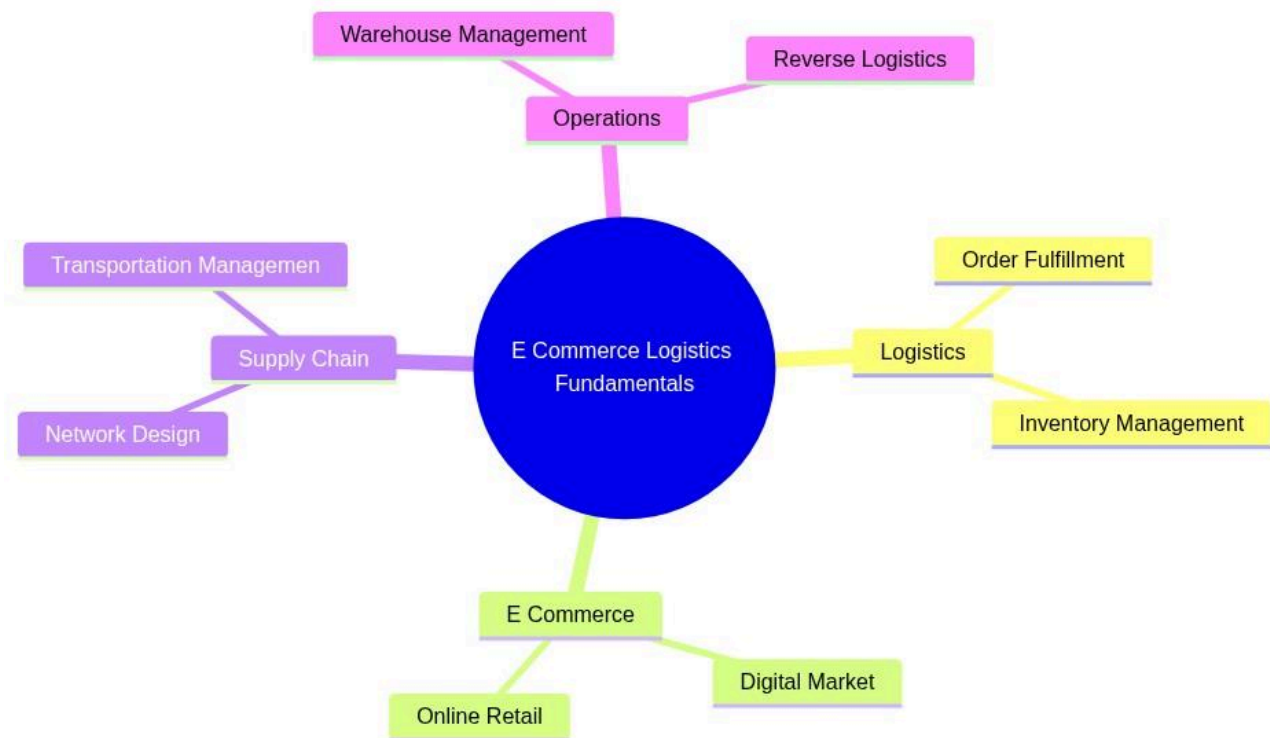 Warehouse Management
Reverse Logistics
Operations
Transportation Managemen
Order Fulfillment
Supply Chain
E Commerce Logistics
Fundamentals
Logistics
Network Design
Inventory Management
E Commerce
Digital Market
Online Retail